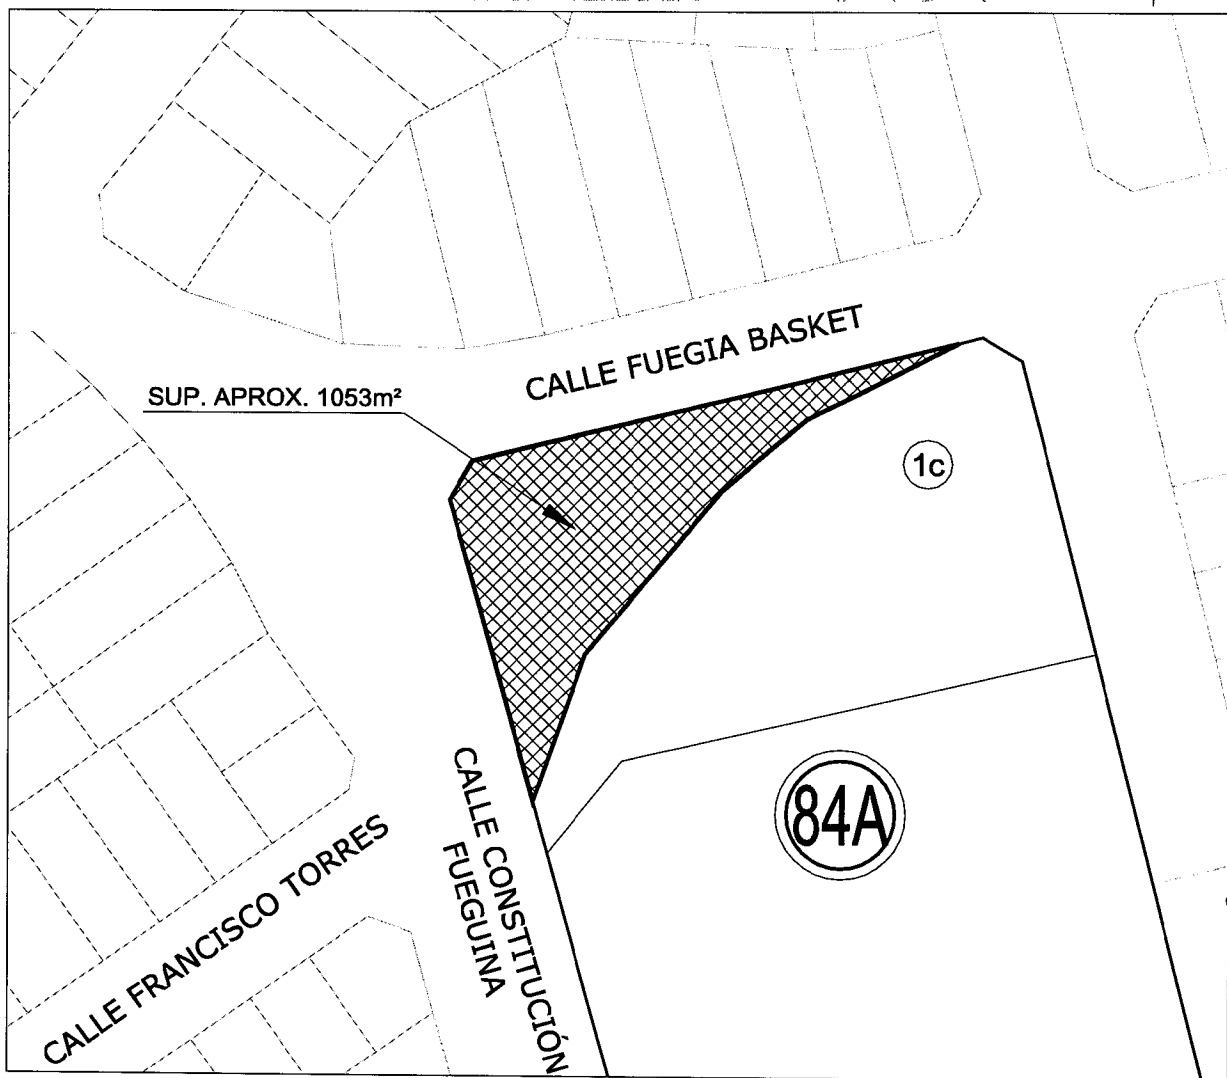 CALLE FUEGIA BASKET
SUP. APROX. 1053m²
1c
84A
CALLE CONSTITUCIÓN
FUEGUINA
CALLE FRANCISCO TORRES